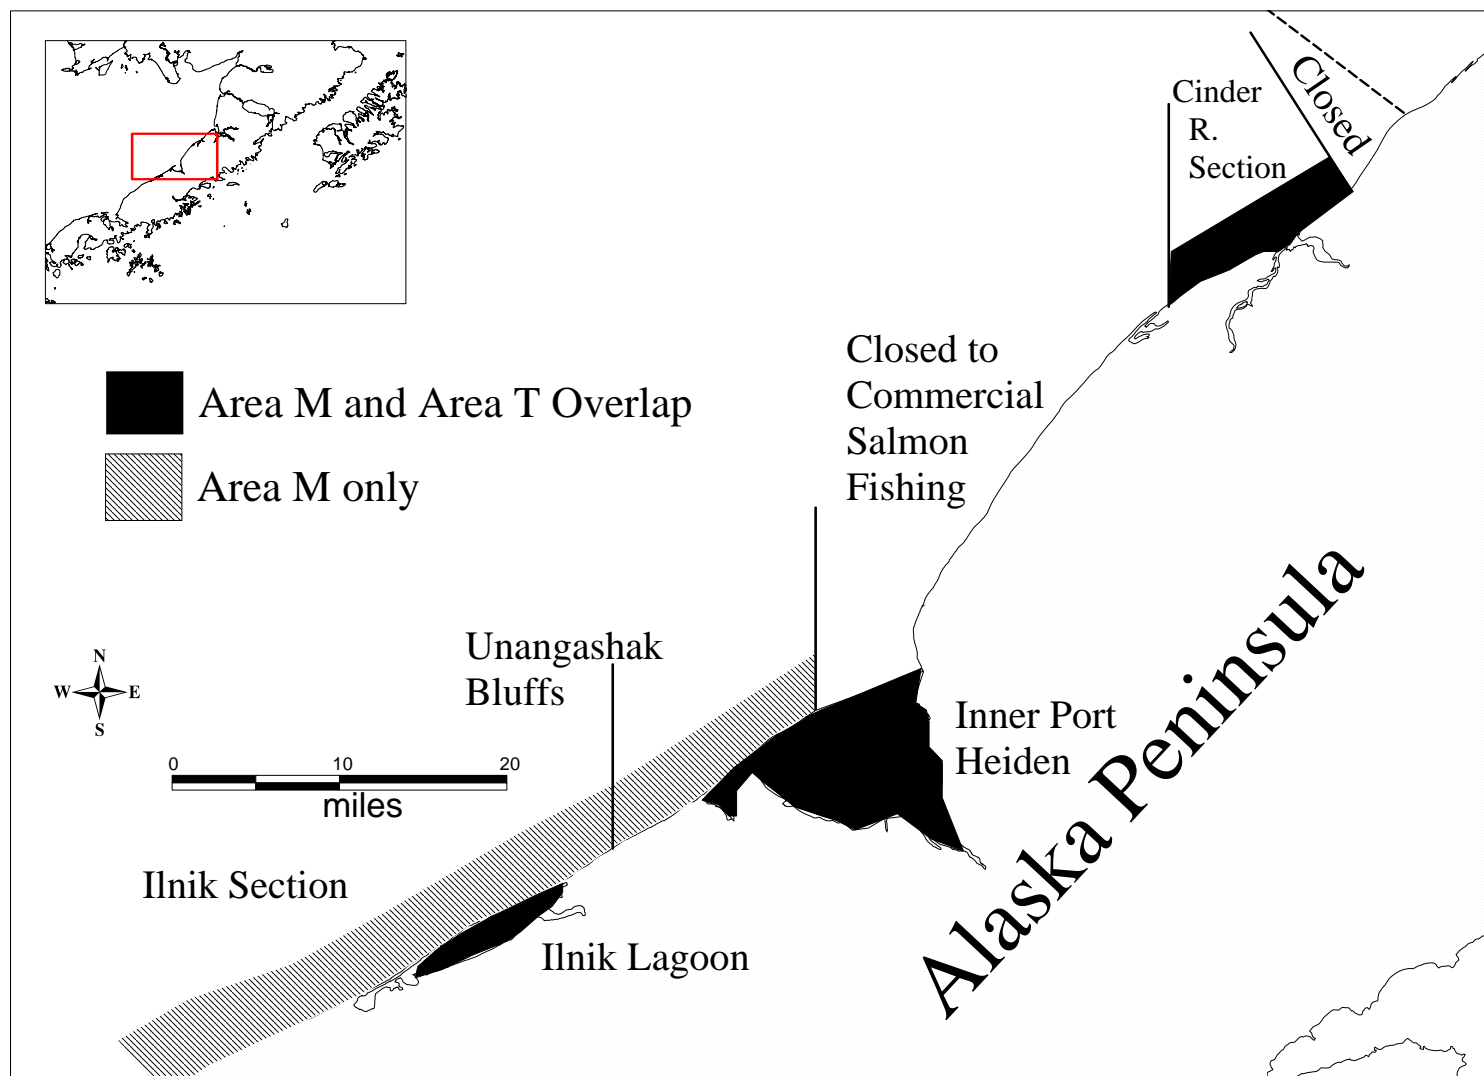 Cinder
R.
Section
Closed
Closed to
Commercial
Salmon
Fishing
Area M and Area T Overlap
Area M only
Unangashak
Bluffs
N
W E
S
0 10 20
miles
Inner Port
Heiden
Alaska Peninsula
Ilnik Section
Ilnik Lagoon